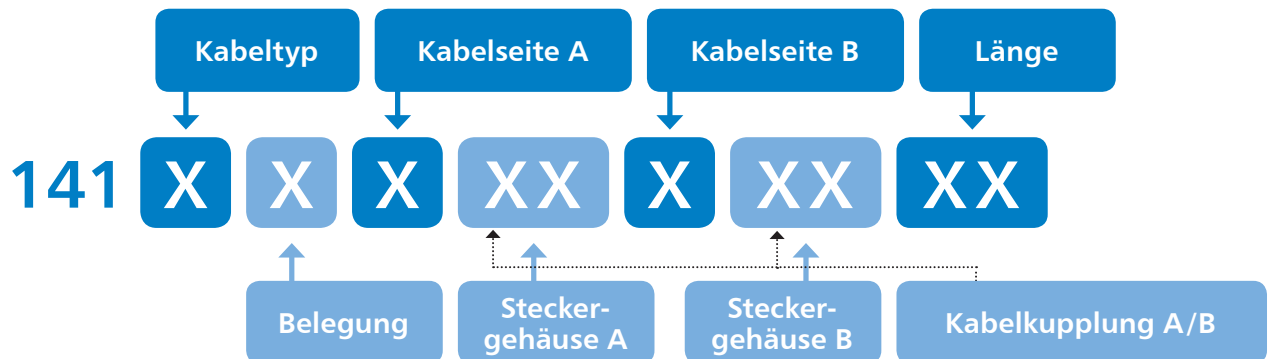 Kabeltyp Kabelseite A Kabelseite B Länge
141 X X X XX X XX XX
Belegung
Stecker-
gehäuse A
Stecker-
gehäuse B
Kabelkupplung A/B